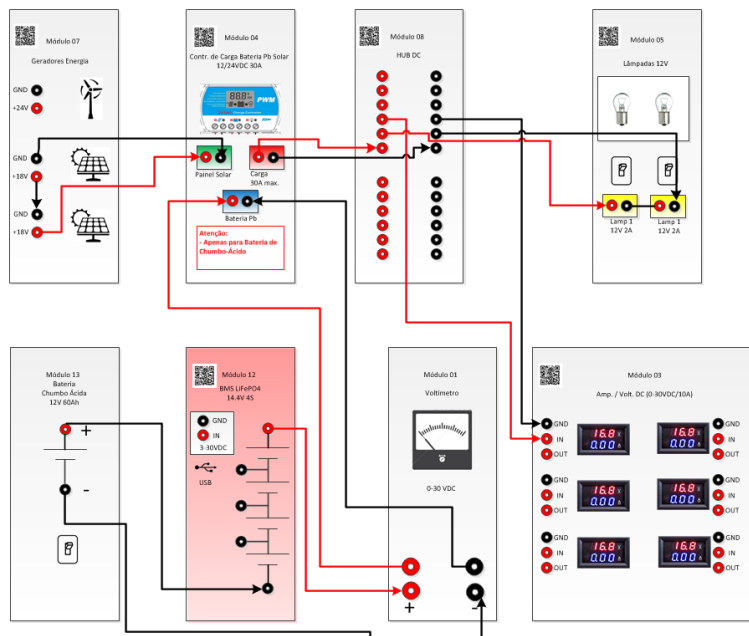 Módulo 07
Geradores Energia
GND
+24V
GND
+18V
GND
+18V
Módulo 04
Contr. de Carga Bateria Pb Solar
12/24VDC 30A
PWM
Painel Solar
Carga
30A max.
Bateria Pb
Atenção:
- Apenas para Bateria de
Chumbo-Ácido
Módulo 08
HUB DC
Módulo 05
Lâmpadas 12V
Lamp 1
12V 2A
Lamp 1
12V 2A
Módulo 13
Bateria
Chumbo Ácida
12V 60Ah
+
-
Módulo 12
BMS LiFePO4
14.4V 4S
GND
IN
3-30VDC
USB
Módulo 01
Voltímetro
0-30 VDC
+
-
Módulo 03
Amp. / Volt. DC (0-30VDC/10A)
GND
IN
OUT
16.8
0.00
16.8
0.00
GND
IN
OUT
GND
IN
OUT
16.8
0.00
16.8
0.00
GND
IN
OUT
GND
IN
OUT
16.8
0.00
16.8
0.00
GND
IN
OUT